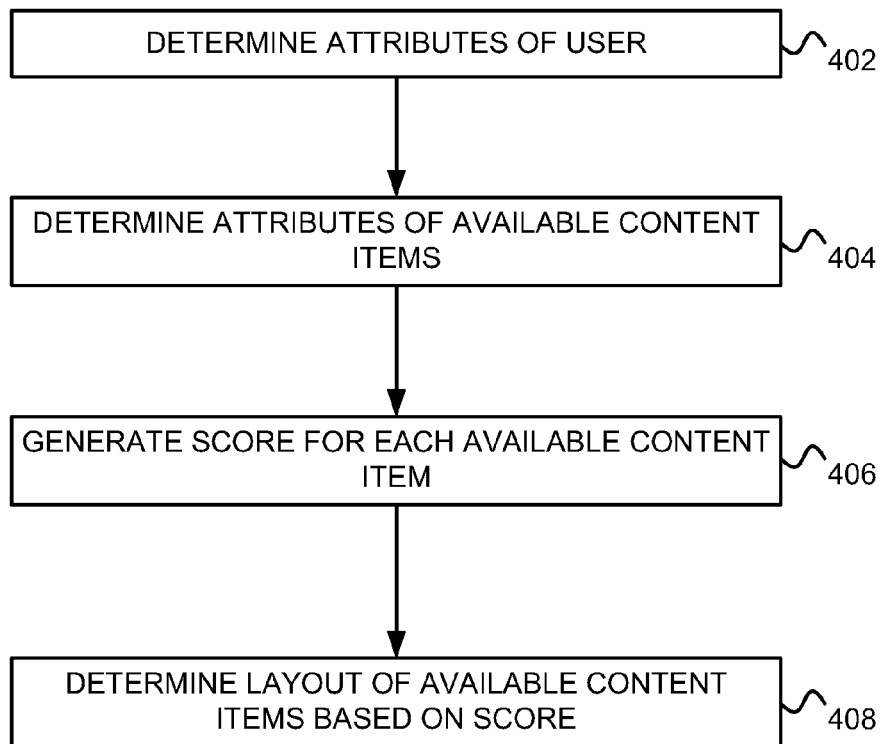 DETERMINE ATTRIBUTES OF USER
402
DETERMINE ATTRIBUTES OF AVAILABLE CONTENT
ITEMS
404
GENERATE SCORE FOR EACH AVAILABLE CONTENT
ITEM
406
DETERMINE LAYOUT OF AVAILABLE CONTENT
ITEMS BASED ON SCORE
408